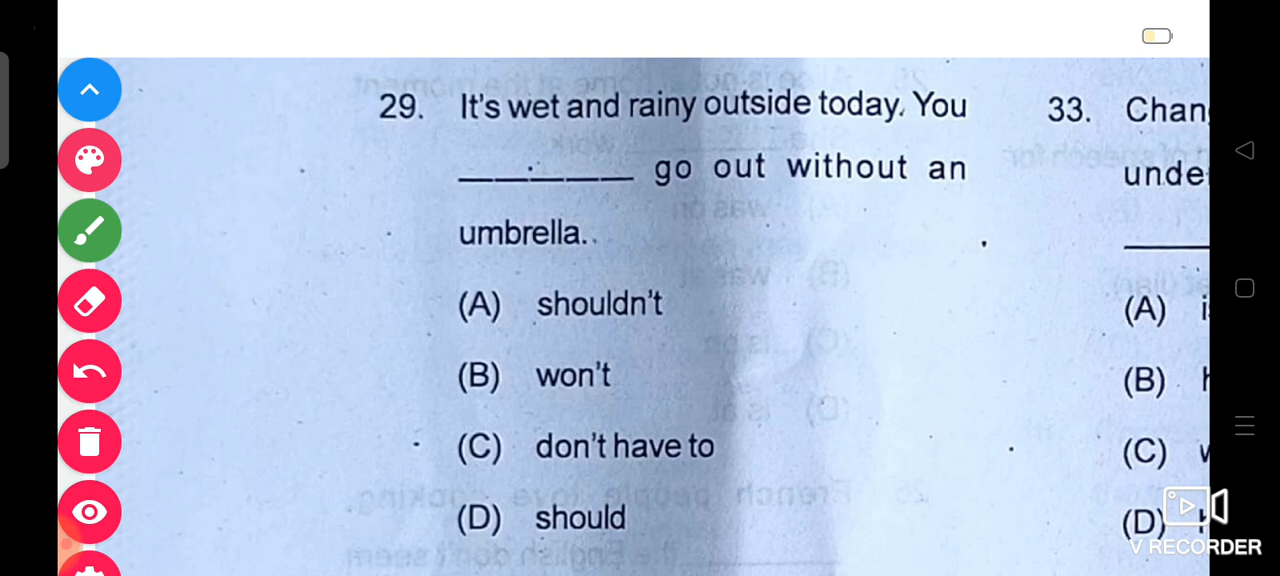 29. It's wet and rainy outside today. You
______ go out without an
umbrella.
(A) shouldn't
(B) won't
(C) don't have to
(D) should
33. Chan
unde
(A) i
(B)
(C)
(D)
V RECORDER